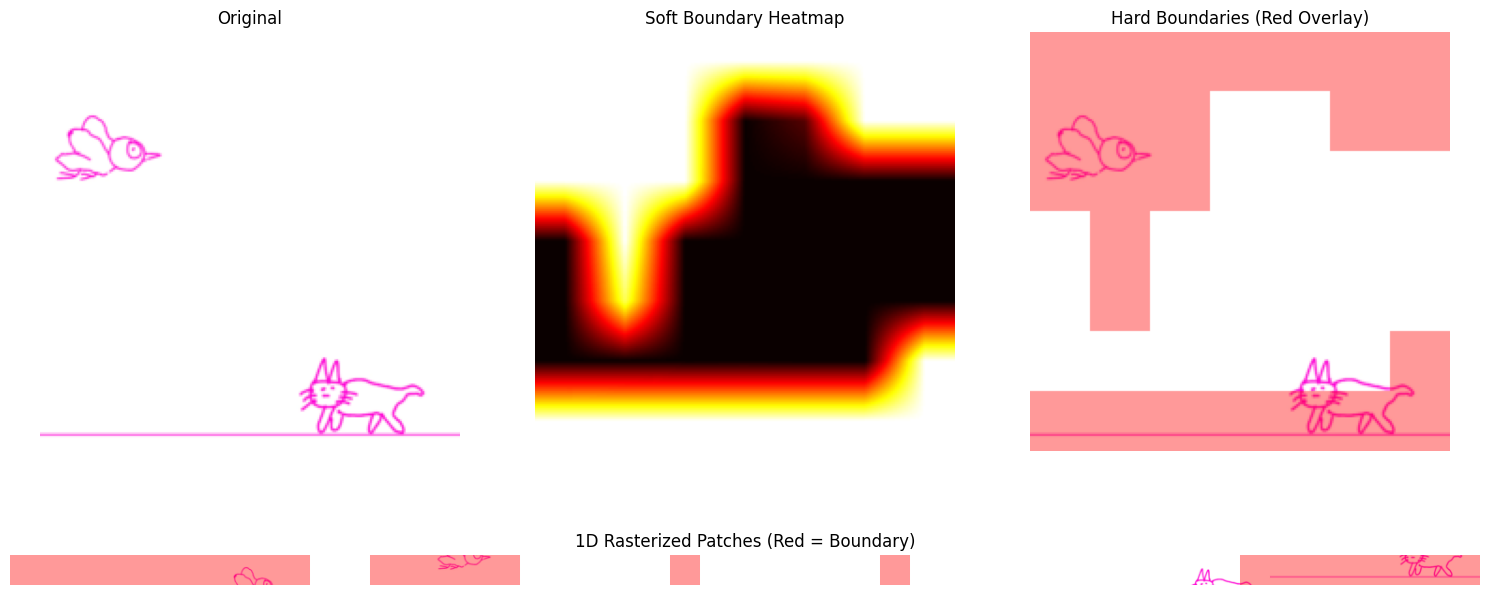 Original
Soft Boundary Heatmap
Hard Boundaries (Red Overlay)
1D Rasterized Patches (Red = Boundary)